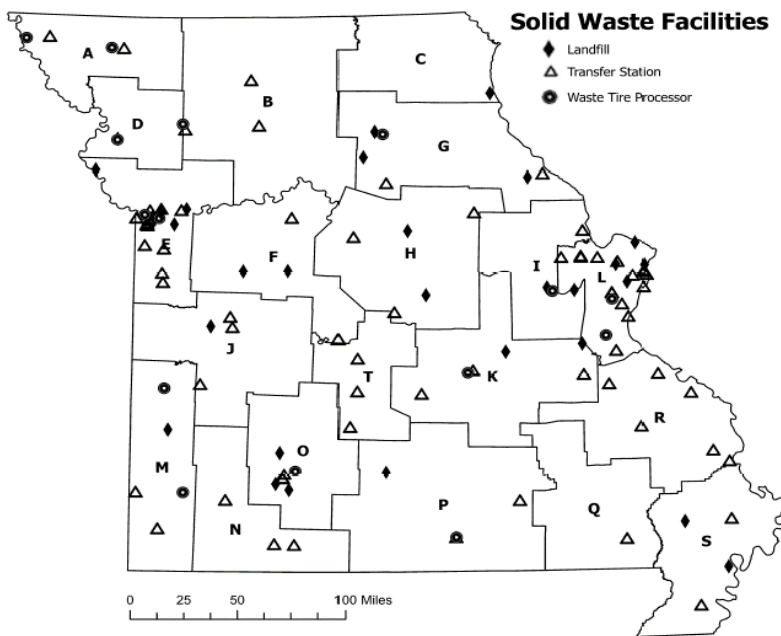 Solid Waste Facilities
Landfill
Transfer Station
Waste Tire Processor
A
B
C
D
G
E
F
H
I
L
J
T
K
R
M
O
N
P
Q
S
0 25 50 100 Miles